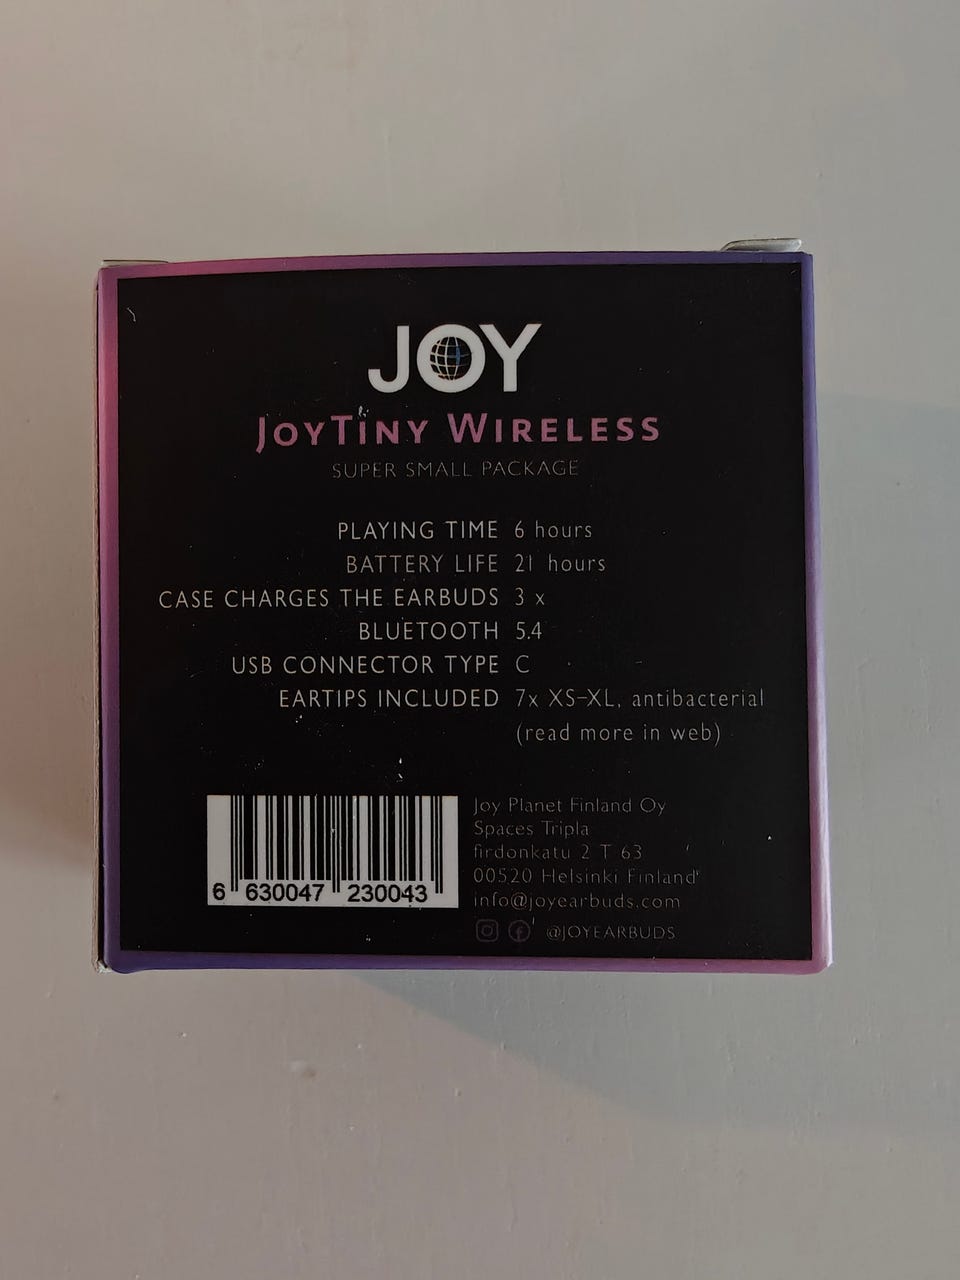 JOY
JOYTINY WIRELESS
SUPER SMALL PACKAGE
PLAYING TIME 6 hours
BATTERY LIFE 21 hours
CASE CHARGES THE EARBUDS 3 x
BLUETOOTH 5.4
USB CONNECTOR TYPE C
EARTIPS INCLUDED 7x XS-XL, antibacterial
(read more in web)
6 630047 230043
Joy Planet Finland Oy
Spaces Tripla
firdonkatu 2 T 63
00520 Helsinki Finland
info@joyearbuds.com
@JOYEARBUDS